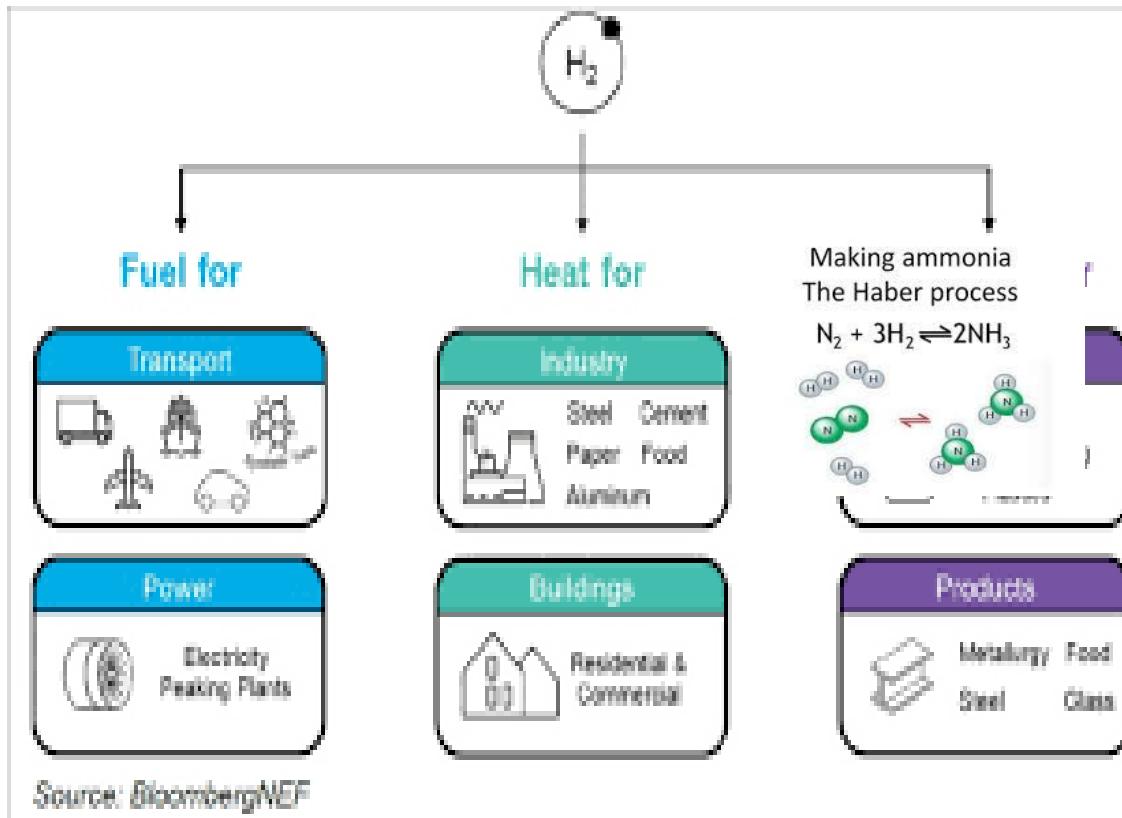 H₂
Fuel for
Heat for
Making ammonia
The Haber process
N₂ + 3H₂ ⇌ 2NH₃
Transport
Industry
Steel Cement
Paper Food
Aluminum
H H H H
N N
H H
H
N
H H
H
N
H H
Power
Electricity
Peaking Plants
Buildings
Residential &
Commercial
Products
Metallurgy Food
Steel Glass
Source: BloombergNEF